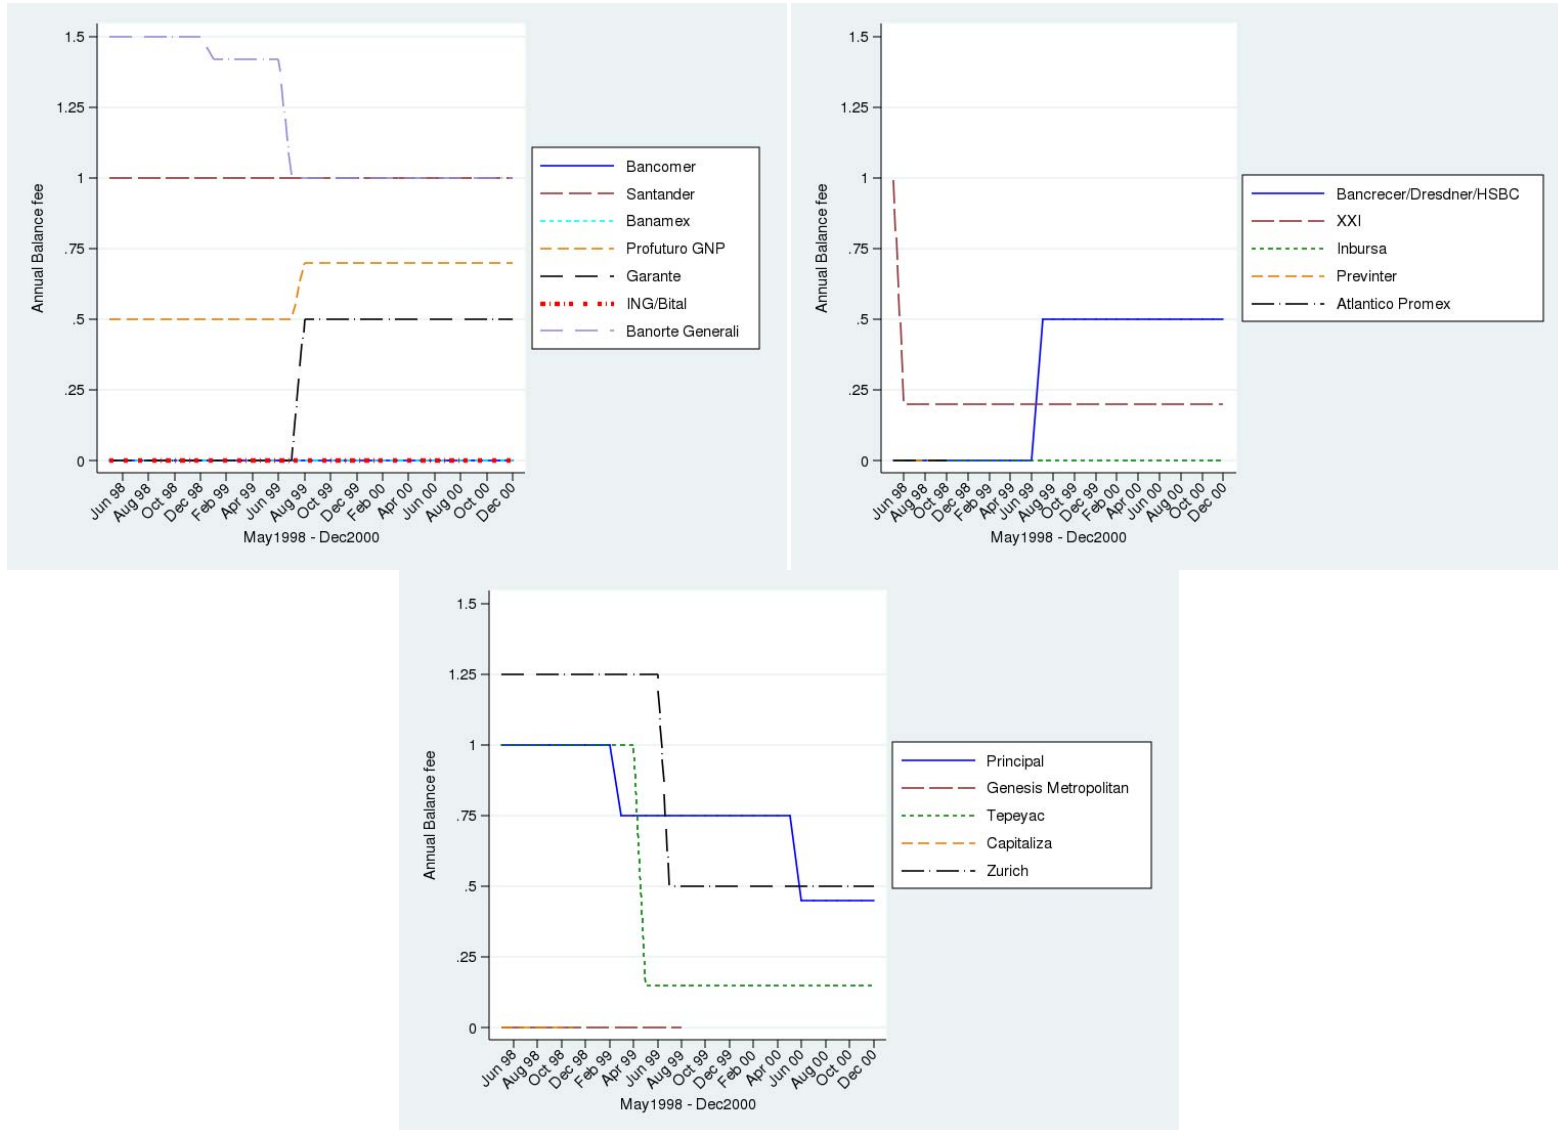 1.5
1.25
1
.75
.5
.25
0
Annual Balance fee
Jun 98
Aug 98
Oct 98
Dec 98
Feb 99
Apr 99
Jun 99
Aug 99
Oct 99
Dec 99
Feb 00
Apr 00
Jun 00
Aug 00
Oct 00
Dec 00
May1998 - Dec2000
Bancomer
Santander
Banamex
Profuturo GNP
Garante
ING/Bital
Banorte Generali
1.5
1.25
1
.75
.5
.25
0
Annual Balance fee
Jun 98
Aug 98
Oct 98
Dec 98
Feb 99
Apr 99
Jun 99
Aug 99
Oct 99
Dec 99
Feb 00
Apr 00
Jun 00
Aug 00
Oct 00
Dec 00
May1998 - Dec2000
Bancrecer/Dresdner/HSBC
XXI
Inbursa
Previnter
Atlantico Promex
1.5
1.25
1
.75
.5
.25
0
Annual Balance fee
Jun 98
Aug 98
Oct 98
Dec 98
Feb 99
Apr 99
Jun 99
Aug 99
Oct 99
Dec 99
Feb 00
Apr 00
Jun 00
Aug 00
Oct 00
Dec 00
May1998 - Dec2000
Principal
Genesis Metropolitan
Tepeyac
Capitaliza
Zurich